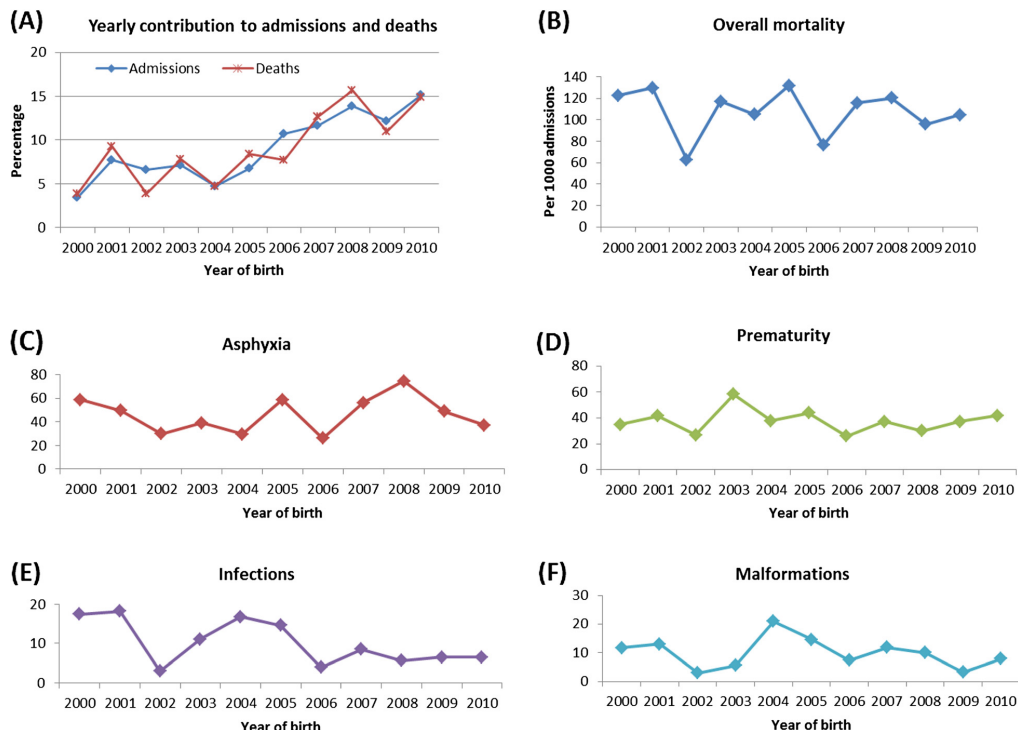 (A)
Yearly contribution to admissions and deaths
20
15
10
5
0
Percentage
Admissions
Deaths
2000 2001 2002 2003 2004 2005 2006 2007 2008 2009 2010
Year of birth
(B)
Overall mortality
140
120
100
80
60
40
20
0
Per 1000 admissions
2000 2001 2002 2003 2004 2005 2006 2007 2008 2009 2010
Year of birth
(C)
Asphyxia
80
60
40
20
0
2000 2001 2002 2003 2004 2005 2006 2007 2008 2009 2010
Year of birth
(D)
Prematurity
80
60
40
20
0
2000 2001 2002 2003 2004 2005 2006 2007 2008 2009 2010
Year of birth
(E)
Infections
20
10
0
2000 2001 2002 2003 2004 2005 2006 2007 2008 2009 2010
Year of birth
(F)
Malformations
30
20
10
0
2000 2001 2002 2003 2004 2005 2006 2007 2008 2009 2010
Year of birth